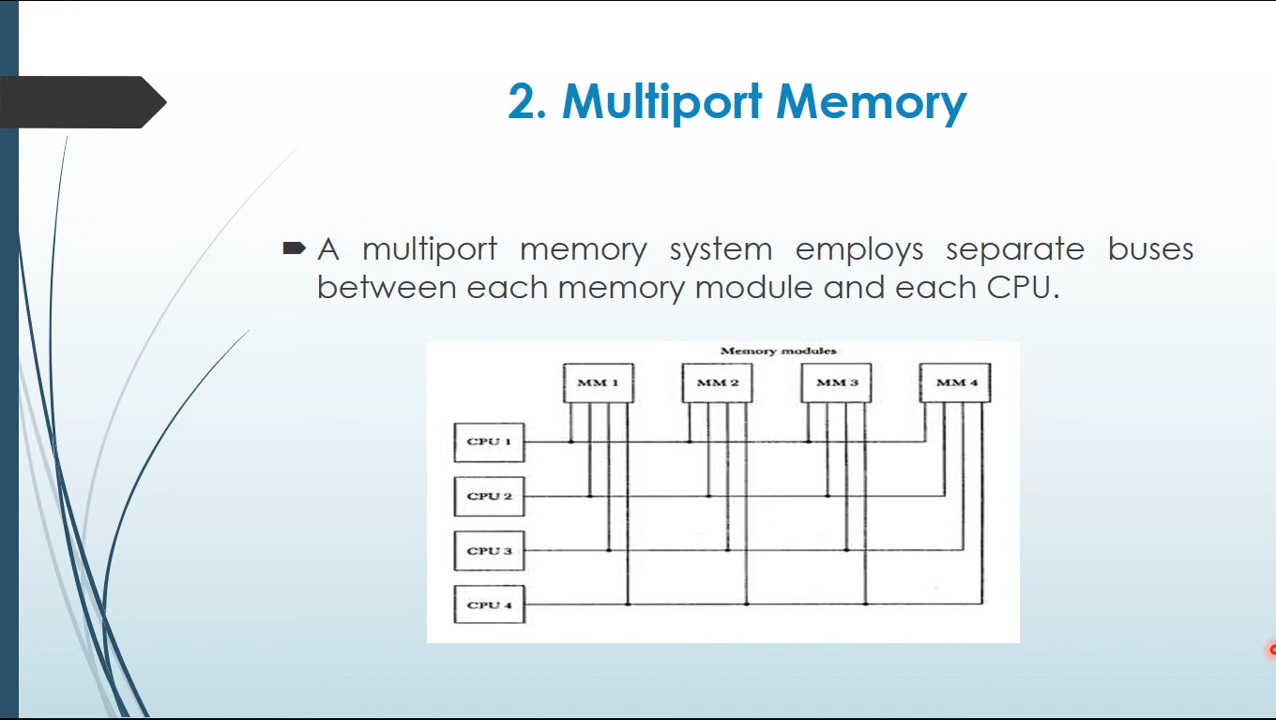 2. Multiport Memory
A multiport memory system employs separate buses
between each memory module and each CPU.
Memory modules
MM 1
MM 2
MM 3
MM 4
CPU 1
CPU 2
CPU 3
CPU 4